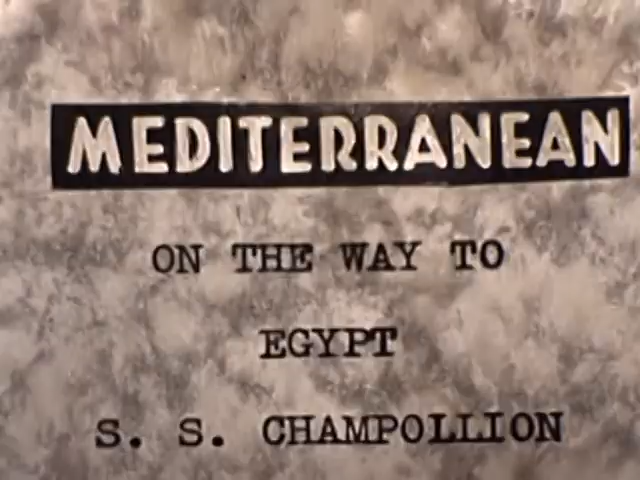 MEDITERRANEAN
ON THE WAY TO
EGYPT
S. S. CHAMPOLLION